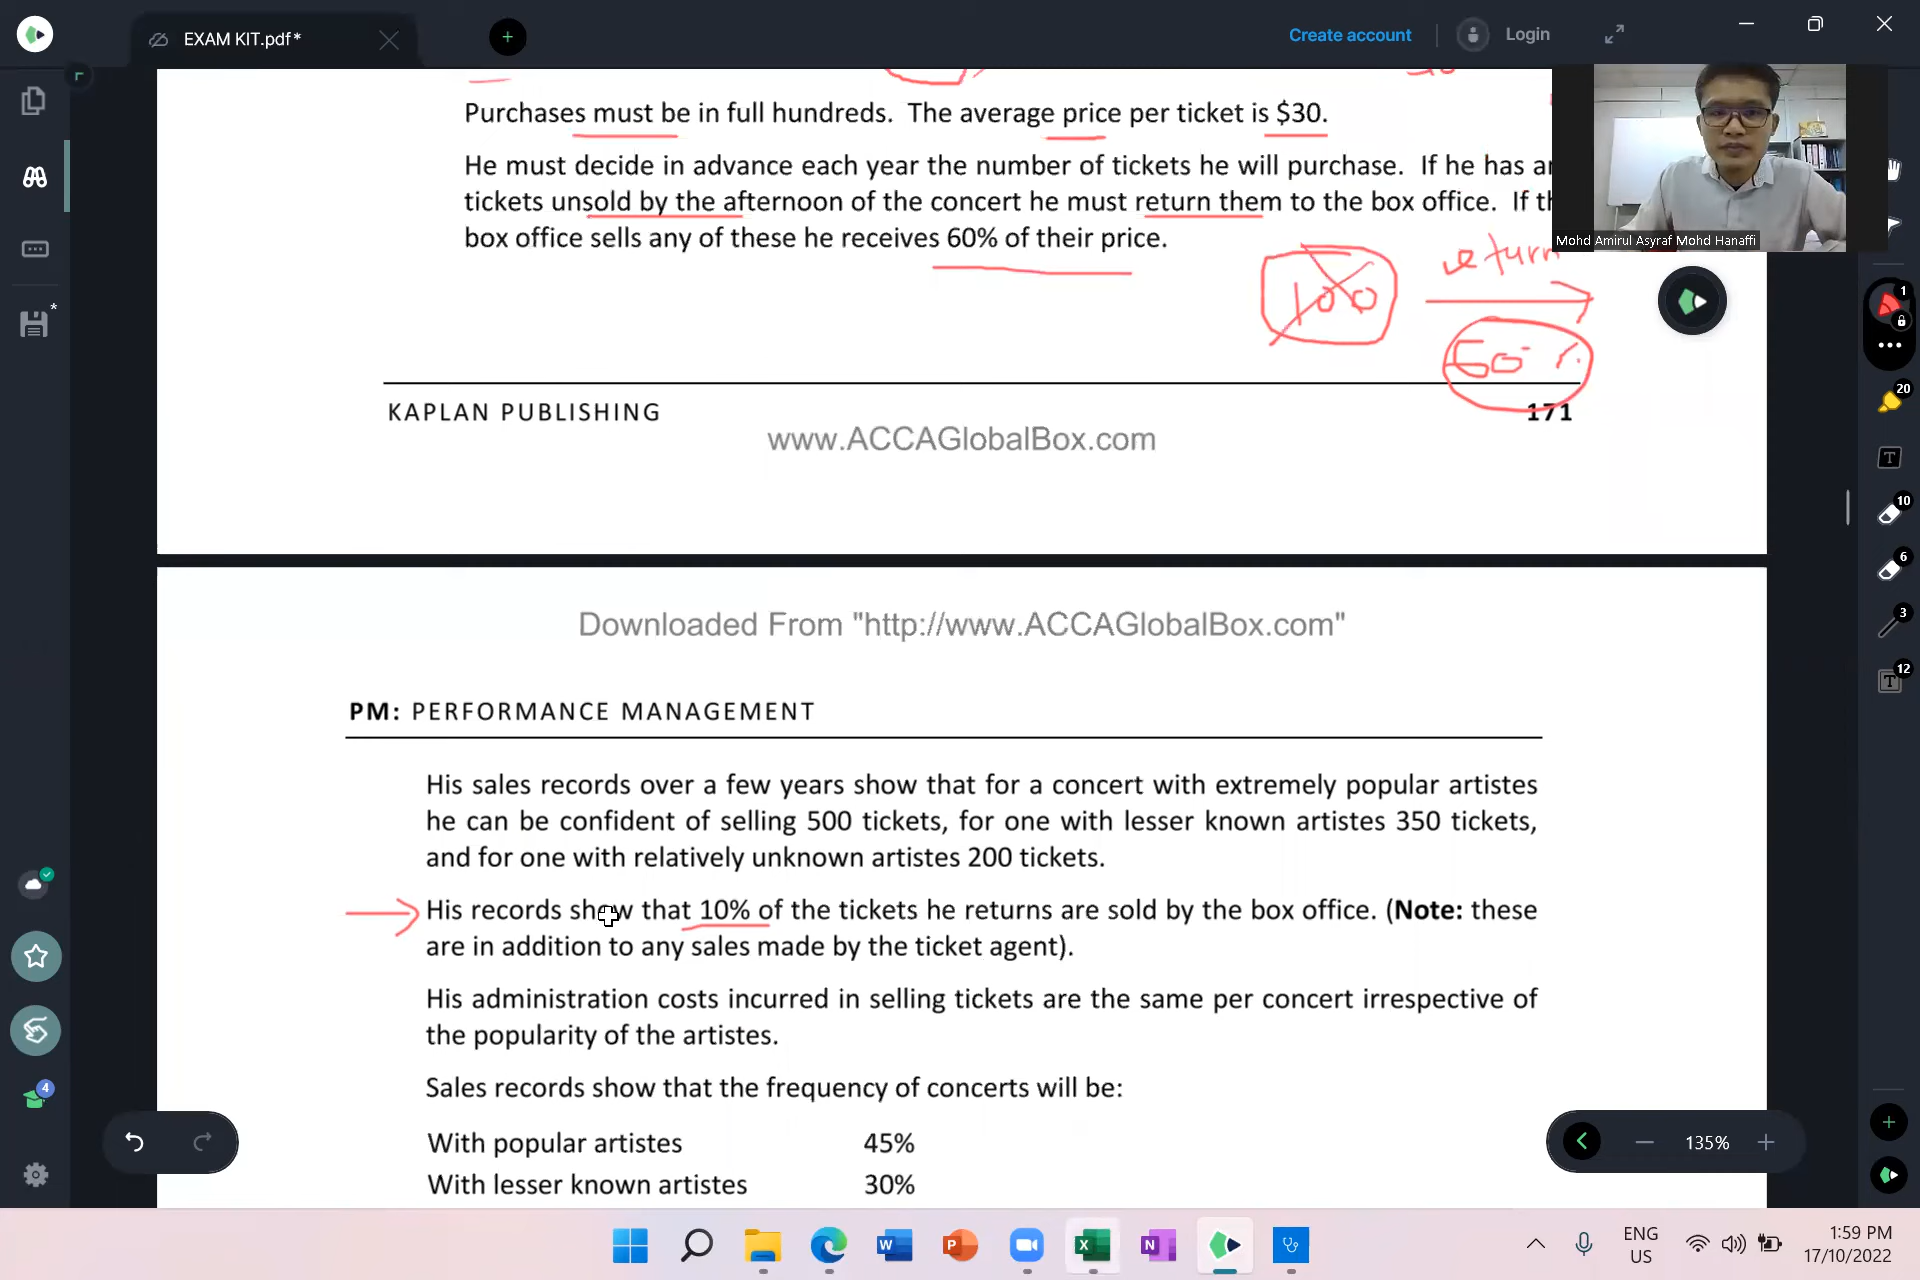 EXAM KIT.pdf*
Create account
Login
Purchases must be in full hundreds. The average price per ticket is $30.
He must decide in advance each year the number of tickets he will purchase. If he has
tickets unsold by the afternoon of the concert he must return them to the box office. If
box office sells any of these he receives 60% of their price.
Mohd Amirul Asyraf Mohd Hanaffi
return
100
60 %
KAPLAN PUBLISHING
171
www.ACCAGlobalBox.com
Downloaded From "http://www.ACCAGlobalBox.com"
PM: PERFORMANCE MANAGEMENT
His sales records over a few years show that for a concert with extremely popular artistes
he can be confident of selling 500 tickets, for one with lesser known artistes 350 tickets,
and for one with relatively unknown artistes 200 tickets.
His records show that 10% of the tickets he returns are sold by the box office. (Note: these
are in addition to any sales made by the ticket agent).
His administration costs incurred in selling tickets are the same per concert irrespective of
the popularity of the artistes.
Sales records show that the frequency of concerts will be:
With popular artistes 45%
With lesser known artistes 30%
1
20
T
10
6
3
T 12
4
135%
ENG
US
1:59 PM
17/10/2022